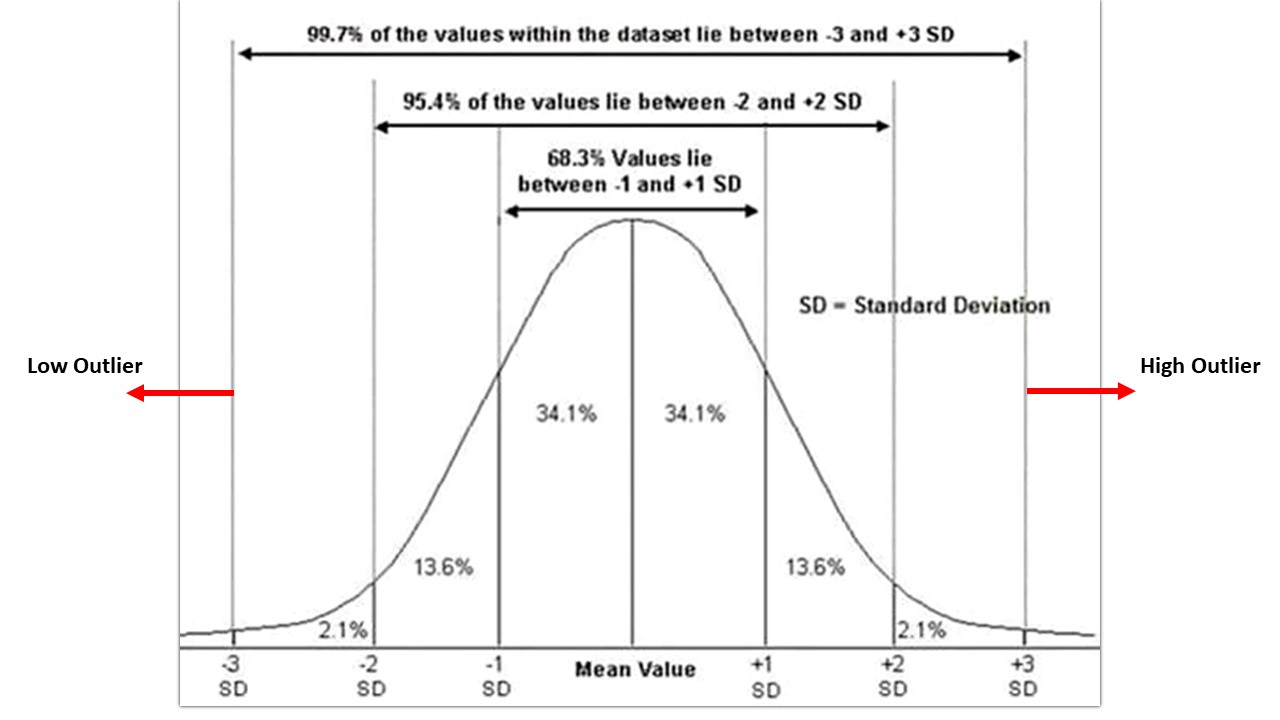 99.7% of the values within the dataset lie between -3 and +3 SD
95.4% of the values lie between -2 and +2 SD
68.3% Values lie
between -1 and +1 SD
SD = Standard Deviation
Low Outlier
High Outlier
34.1%
34.1%
13.6%
13.6%
2.1%
2.1%
-3
SD
-2
SD
-1
SD
Mean Value
+1
SD
+2
SD
+3
SD